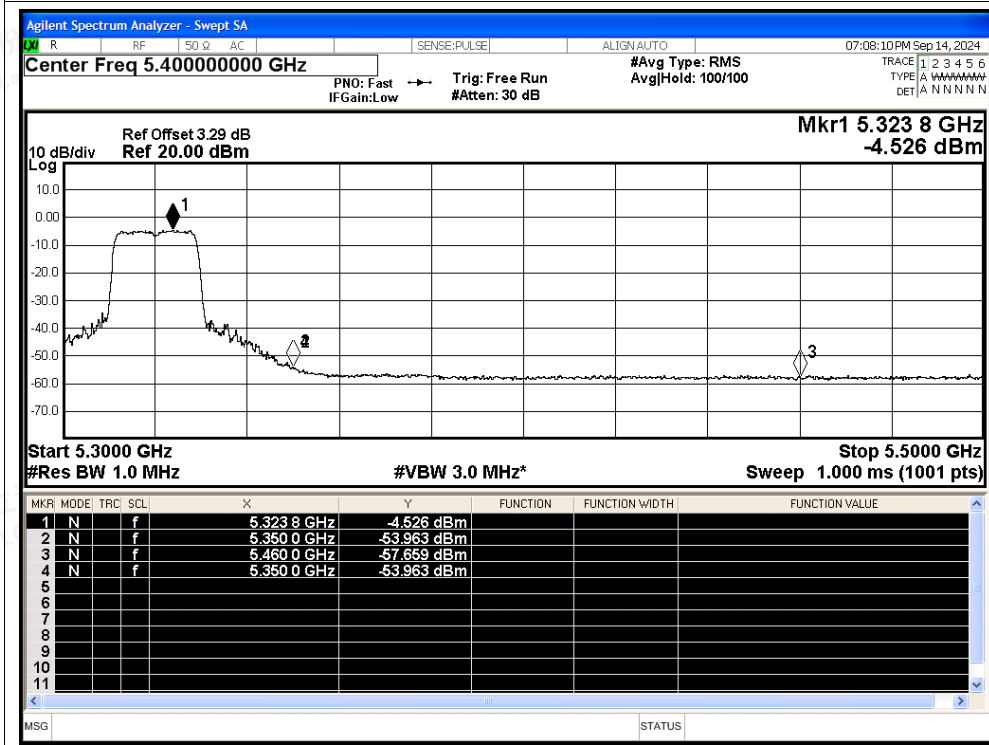 Agilent Spectrum Analyzer - Swept SA
LXI R RF 50 Ω AC SENSE:PULSE ALIGN AUTO 07:08:10 PM Sep 14, 2024
Center Freq 5.400000000 GHz
PNO: Fast Trig: Free Run
IFGain:Low #Atten: 30 dB
#Avg Type: RMS
Avg|Hold: 100/100
TRACE 1 2 3 4 5 6
TYPE A WWWWWW
DET A N N N N N
Mkr1 5.323 8 GHz
-4.526 dBm
Ref Offset 3.29 dB
10 dB/div Ref 20.00 dBm
Log
10.0
0.00
-10.0
-20.0
-30.0
-40.0
-50.0
-60.0
-70.0
1
2
3
Start 5.3000 GHz Stop 5.5000 GHz
#Res BW 1.0 MHz #VBW 3.0 MHz* Sweep 1.000 ms (1001 pts)
MKR MODE TRC SCL X Y FUNCTION FUNCTION WIDTH FUNCTION VALUE
1 N f 5.323 8 GHz -4.526 dBm
2 N f 5.350 0 GHz -53.963 dBm
3 N f 5.460 0 GHz -57.659 dBm
4 N f 5.350 0 GHz -53.963 dBm
5
6
7
8
9
10
11
MSG STATUS